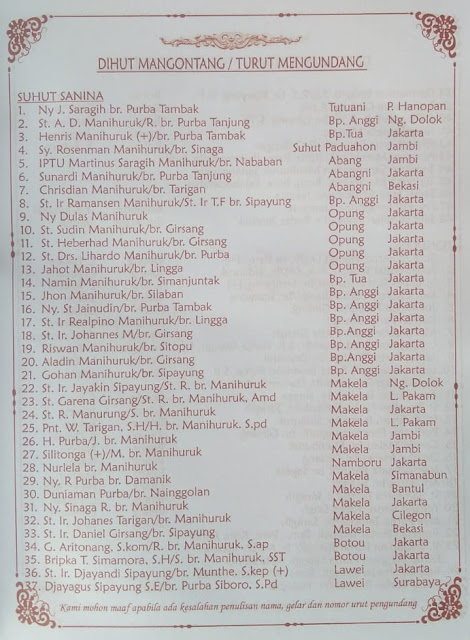 DIHUT MANGONTANG / TURUT MENGUNDANG
SUHUT SANINA
1. Ny J. Saragih br. Purba Tambak Tutuani P. Hanopan
2. St. A. D. Manihuruk/R. br. Purba Tanjung Bp. Anggi Ng. Dolok
3. Henris Manihuruk (+)/br. Purba Tambak Bp.Tua Jakarta
4. Sy. Rosenman Manihuruk/br. Sinaga Suhut Paduahon Jambi
5. IPTU Martinus Saragih Manihuruk/br. Nababan Abang Jambi
6. Sunardi Manihuruk/br. Purba Tanjung Abangni Jakarta
7. Chrisdian Manihuruk/br. Tarigan Abangni Bekasi
8. St. Ir Ramansen Manihuruk/St. Ir T.F br. Sipayung Bp. Anggi Jakarta
9. Ny Dulas Manihuruk Opung Jakarta
10. St. Sudin Manihuruk/br. Girsang Opung Jakarta
11. St. Heberhad Manihuruk/br. Girsang Opung Jakarta
12. St. Drs. Lihardo Manihuruk/br. Purba Opung Jakarta
13. Jahot Manihuruk/br. Lingga Opung Jakarta
14. Namin Manihuruk/br. Simanjuntak Bp. Tua Jakarta
15. Jhon Manihuruk/br. Silaban Bp. Anggi Jakarta
16. Ny. St Jainudin/br. Purba Tambak Bp. Anggi Jakarta
17. St. Ir Realpino Manihuruk/br. Lingga Bp.Anggi Jakarta
18. St. Ir. Johannes M/br. Girsang Bp.Anggi Jakarta
19. Riswan Manihuruk/br. Sitopu Bp. Anggi Jakarta
20. Aladin Manihuruk/br. Girsang Bp.Anggi Jakarta
21. Gohan Manihuruk/br. Sipayung Bp.Anggi Jakarta
22. St. Ir. Jayakin Sipayung/St. R. br. Manihuruk Makela Ng. Dolok
23. St. Garena Girsang/St. R. br. Manihuruk, Amd Makela L. Pakam
24. St. R. Manurung/S. br. Manihuruk Makela Jakarta
25. Pnt. W. Tarigan, S.H/H. br. Manihuruk. S.pd Makela L. Pakam
26. H. Purba/J. br. Manihuruk Makela Jambi
27. Silitonga (+)/M. br. Manihuruk Makela Jambi
28. Nurlela br. Manihuruk Namboru Jakarta
29. Ny. R Purba br. Damanik Makela Simanabun
30. Duniaman Purba/br. Nainggolan Makela Bantul
31. Ny. Sinaga R. br. Manihuruk Makela Jakarta
32. St. Ir. Johanes Tarigan/br. Manihuruk Makela Cilegon
33. St. Ir. Daniel Girsang/br. Sipayung Makela Bekasi
34. G. Aritonang, S.kom/R. br. Manihuruk, S.ap Botou Jakarta
35. Bripka T. Simamora, S.H/S. br. Manihuruk, SST Botou Jakarta
36. St. Ir. Djayandi Sipayung/br. Munthe. S.kep (+) Lawei Jakarta
37. Djayagus Sipayung S.E/br. Purba Siboro, S.Pd Lawei Surabaya
Kami mohon maaf apabila ada kesalahan penulisan nama, gelar dan nomor urut pengundang